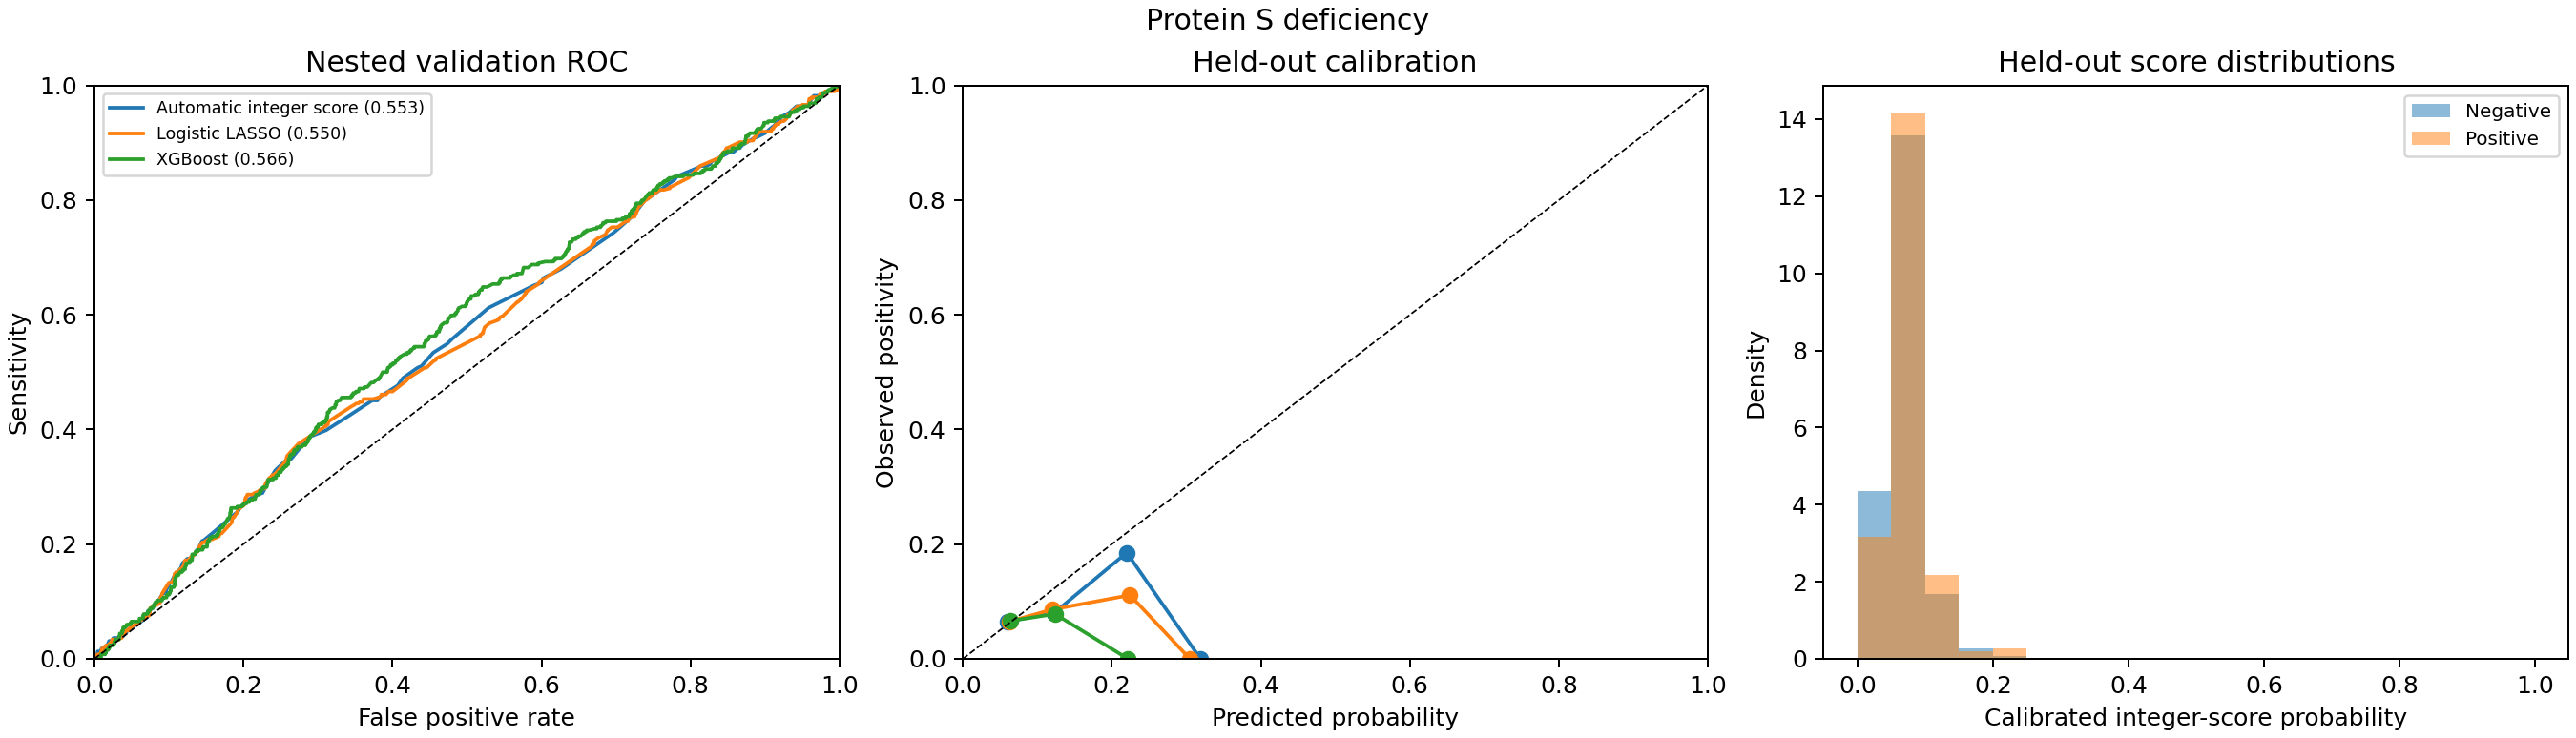 Protein S deficiency
Nested validation ROC
Automatic integer score (0.553)
Logistic LASSO (0.550)
XGBoost (0.566)
Sensitivity
1.0
0.8
0.6
0.4
0.2
0.0
0.0 0.2 0.4 0.6 0.8 1.0
False positive rate
Held-out calibration
Observed positivity
1.0
0.8
0.6
0.4
0.2
0.0
0.0 0.2 0.4 0.6 0.8 1.0
Predicted probability
Held-out score distributions
Negative
Positive
Density
14
12
10
8
6
4
2
0
0.0 0.2 0.4 0.6 0.8 1.0
Calibrated integer-score probability